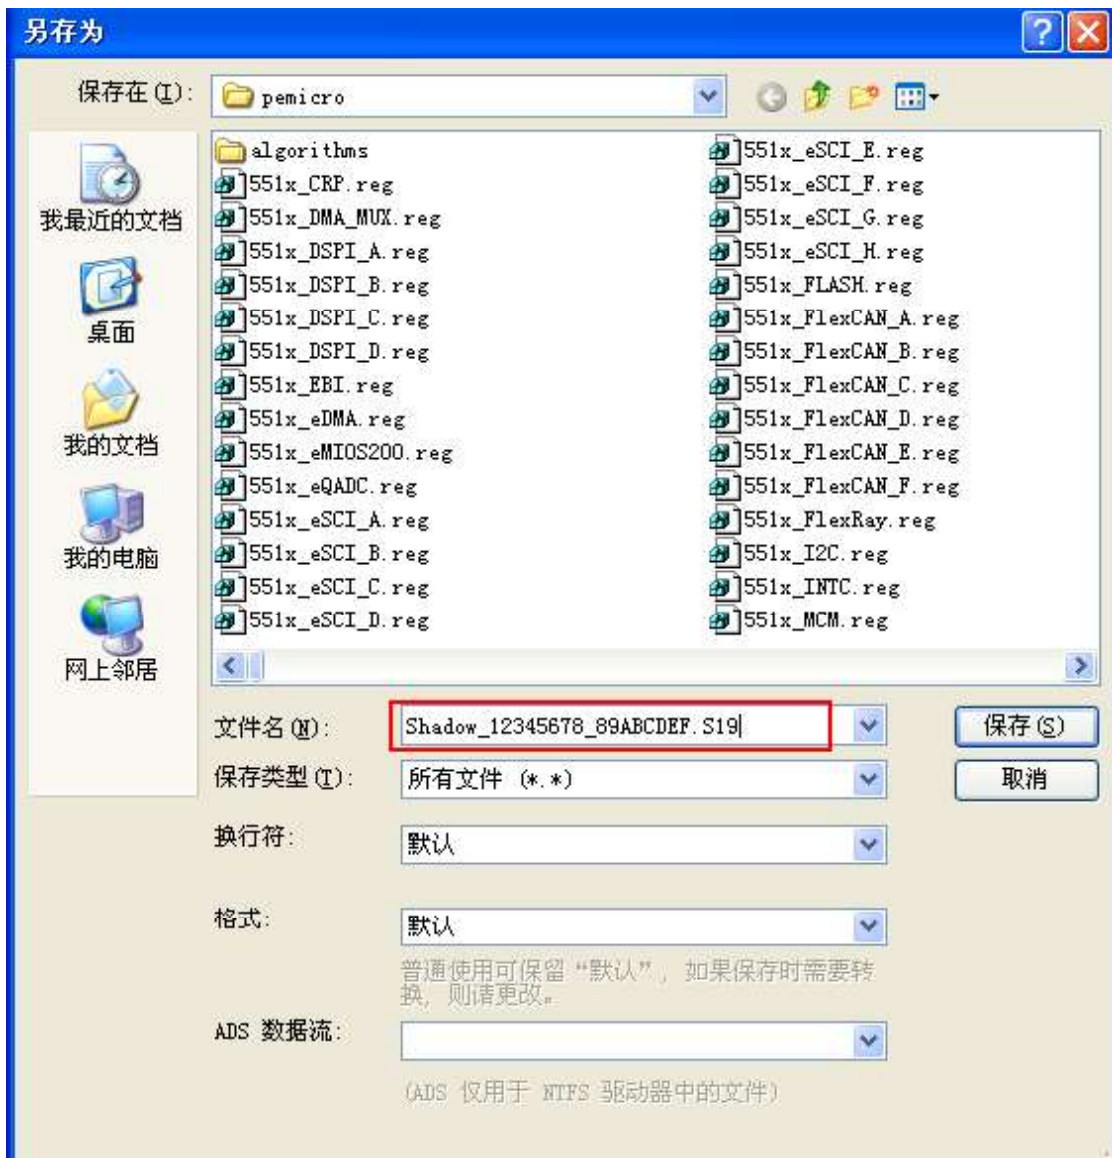 另存为
保存在(I):
pemicro
我最近的文档
桌面
我的文档
我的电脑
网上邻居
algorithms
551x_CRP.reg
551x_DMA_MUX.reg
551x_DSPI_A.reg
551x_DSPI_B.reg
551x_DSPI_C.reg
551x_DSPI_D.reg
551x_EBI.reg
551x_eDMA.reg
551x_eMIOS200.reg
551x_eQADC.reg
551x_eSCI_A.reg
551x_eSCI_B.reg
551x_eSCI_C.reg
551x_eSCI_D.reg
551x_eSCI_E.reg
551x_eSCI_F.reg
551x_eSCI_G.reg
551x_eSCI_H.reg
551x_FLASH.reg
551x_FlexCAN_A.reg
551x_FlexCAN_B.reg
551x_FlexCAN_C.reg
551x_FlexCAN_D.reg
551x_FlexCAN_E.reg
551x_FlexCAN_F.reg
551x_FlexRay.reg
551x_I2C.reg
551x_INTC.reg
551x_MCM.reg
文件名(N):
Shadow_12345678_89ABCDEF.S19
保存(S)
保存类型(T):
所有文件 (*.*)
取消
换行符:
默认
格式:
默认
普通使用可保留“默认”，如果保存时需要转
换，则请更改。
ADS 数据流:
(ADS 仅用于 NTFS 驱动器中的文件)